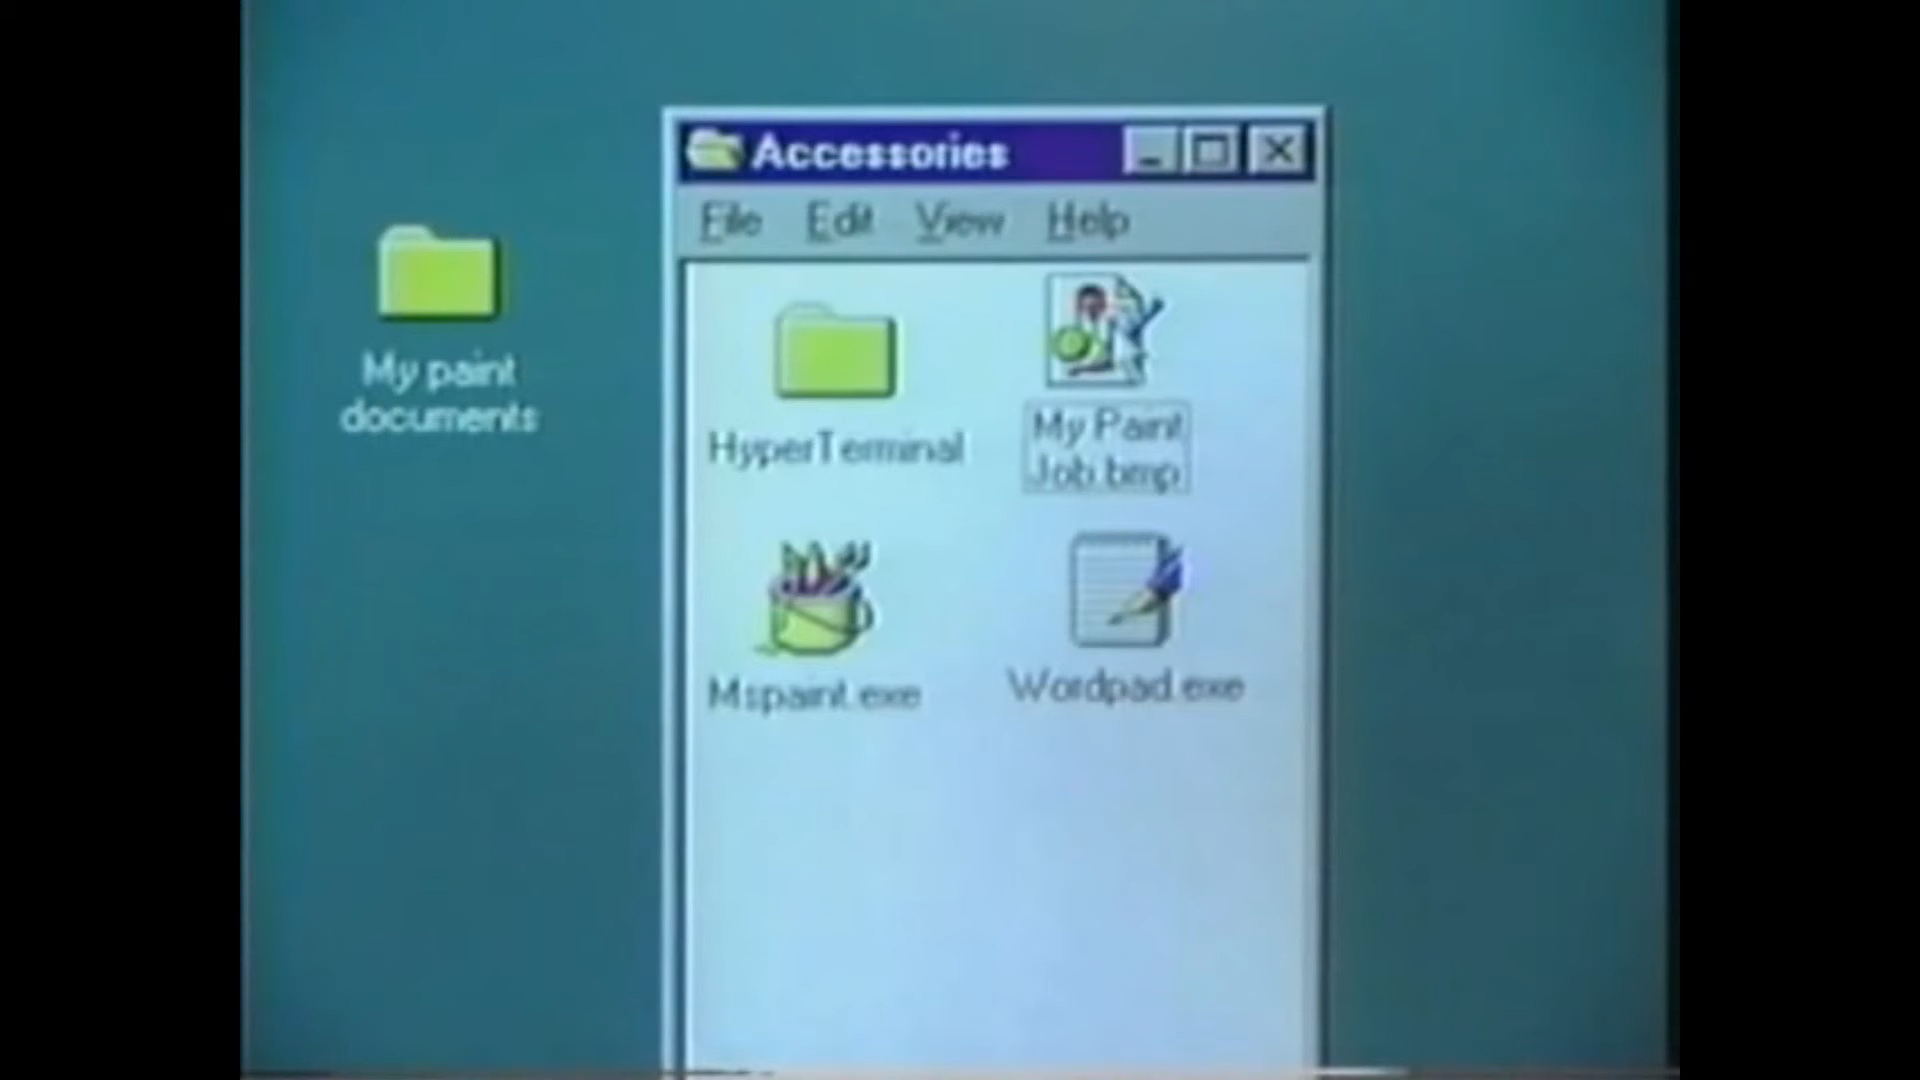 Accessories
File Edit View Help
My paint
documents
HyperTerminal
My Paint
Job.bmp
Mspaint.exe
Wordpad.exe